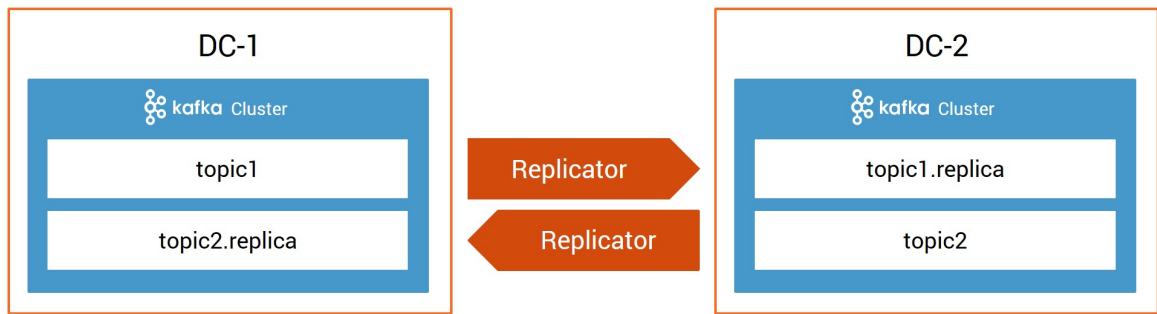 DC-1
kafka Cluster
topic1
topic2.replica
Replicator
Replicator
DC-2
kafka Cluster
topic1.replica
topic2